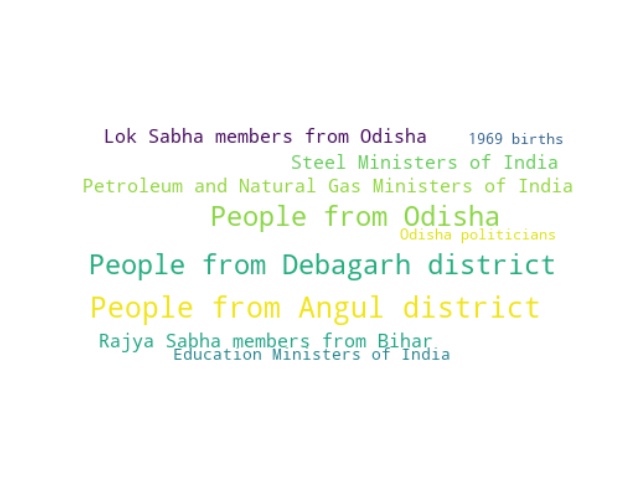 Lok Sabha members from Odisha
1969 births
Steel Ministers of India
Petroleum and Natural Gas Ministers of India
People from Odisha
Odisha politicians
People from Debagarh district
People from Angul district
Rajya Sabha members from Bihar
Education Ministers of India